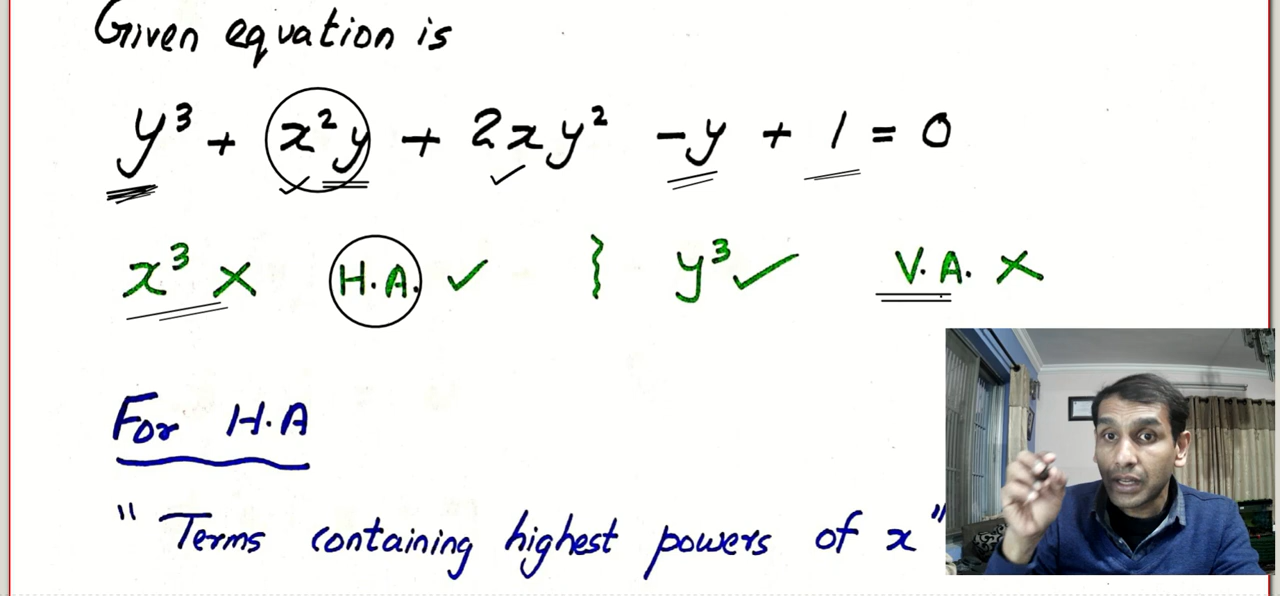 Given equation is
y³ + x²y + 2xy² - y + 1 = 0
x³ ✗ H.A. ✓ } y³ ✓ V.A. ✗
For H.A
" Terms containing highest powers of x "